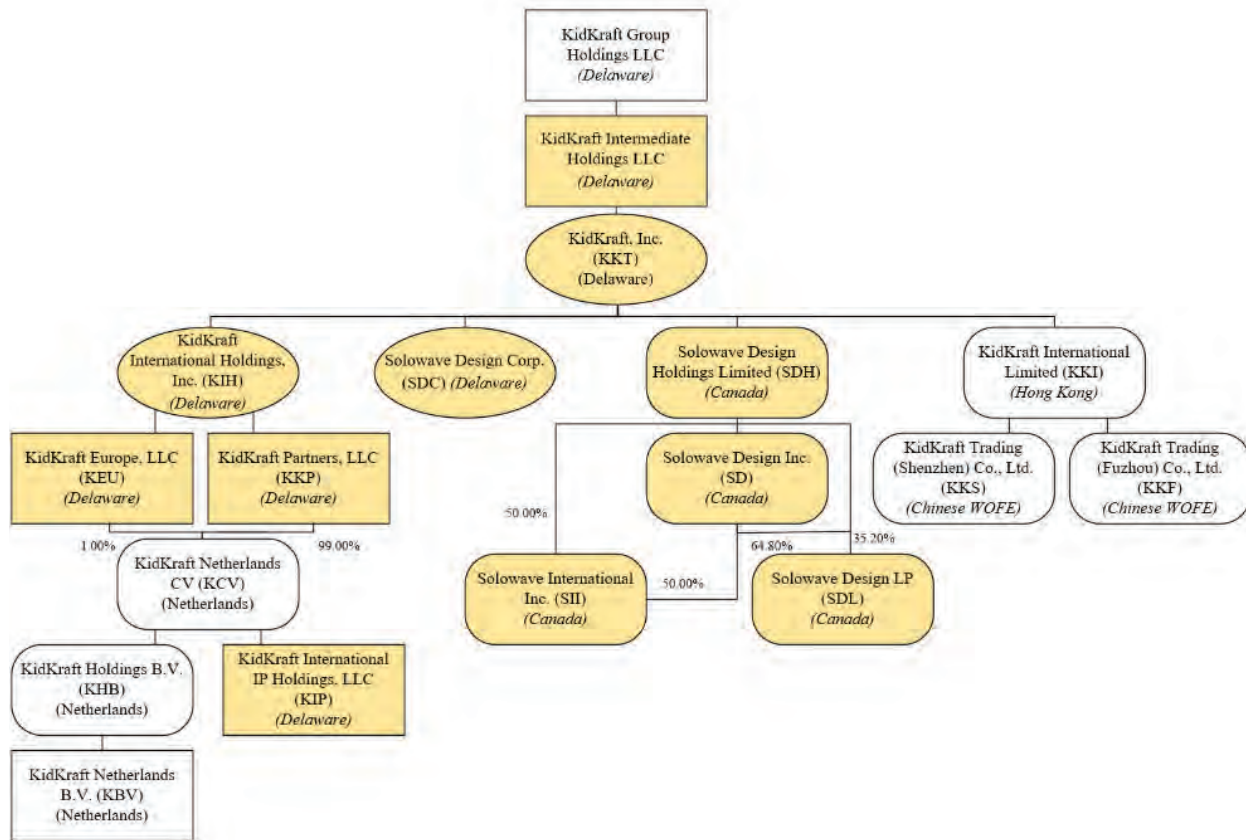 KidKraft Group
Holdings LLC
(Delaware)
KidKraft Intermediate
Holdings LLC
(Delaware)
KidKraft, Inc.
(KKT)
(Delaware)
KidKraft
International Holdings,
Inc. (KIH)
(Delaware)
Solowave Design Corp.
(SDC) (Delaware)
Solowave Design
Holdings Limited (SDH)
(Canada)
KidKraft International
Limited (KKI)
(Hong Kong)
KidKraft Europe, LLC
(KEU)
(Delaware)
KidKraft Partners, LLC
(KKP)
(Delaware)
Solowave Design Inc.
(SD)
(Canada)
KidKraft Trading
(Shenzhen) Co., Ltd.
(KKS)
(Chinese WOFE)
KidKraft Trading
(Fuzhou) Co., Ltd.
(KKF)
(Chinese WOFE)
50.00%
1.00%
99.00%
64.80%
35.20%
KidKraft Netherlands
CV (KCV)
(Netherlands)
Solowave International
Inc. (SII)
(Canada)
50.00%
Solowave Design LP
(SDL)
(Canada)
KidKraft Holdings B.V.
(KHB)
(Netherlands)
KidKraft International
IP Holdings, LLC
(KIP)
(Delaware)
KidKraft Netherlands
B.V. (KBV)
(Netherlands)